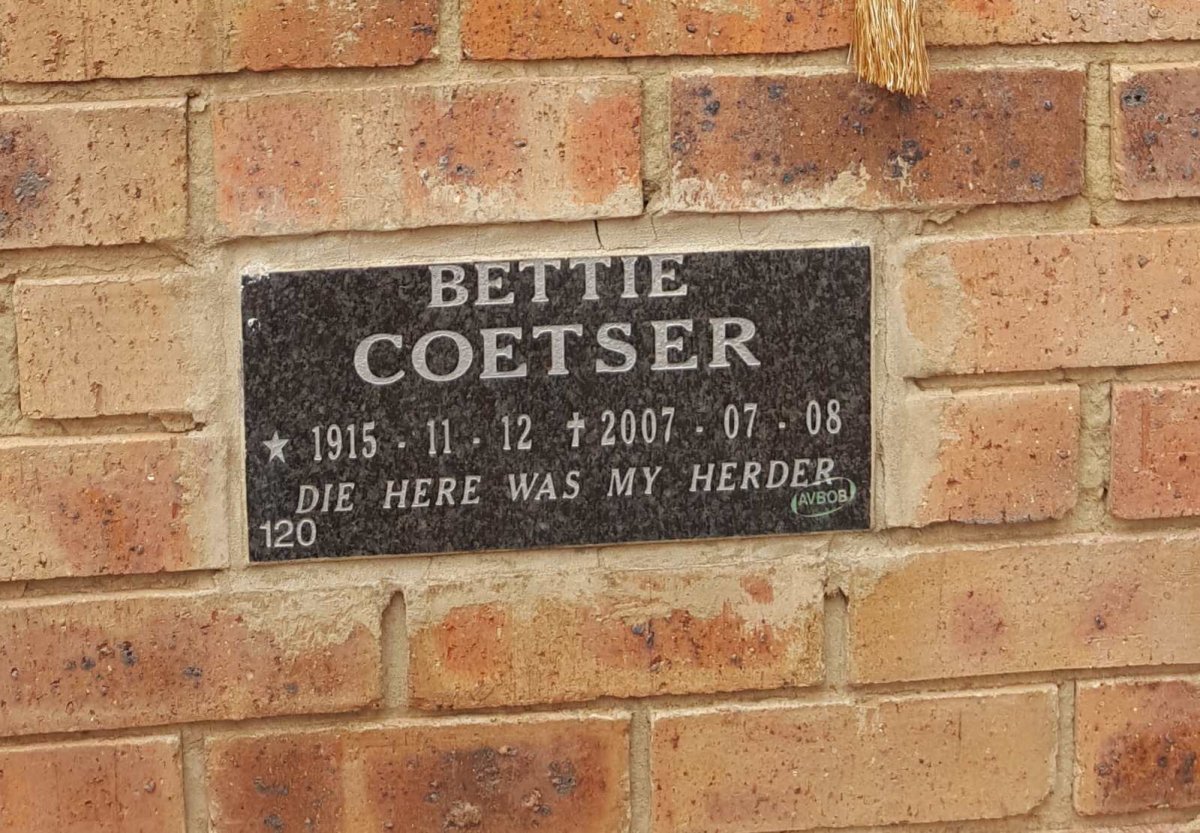 BETTIE
COETSER
★ 1915 - 11 - 12 ✝ 2007 - 07 - 08
DIE HERE WAS MY HERDER
AVBOB
120